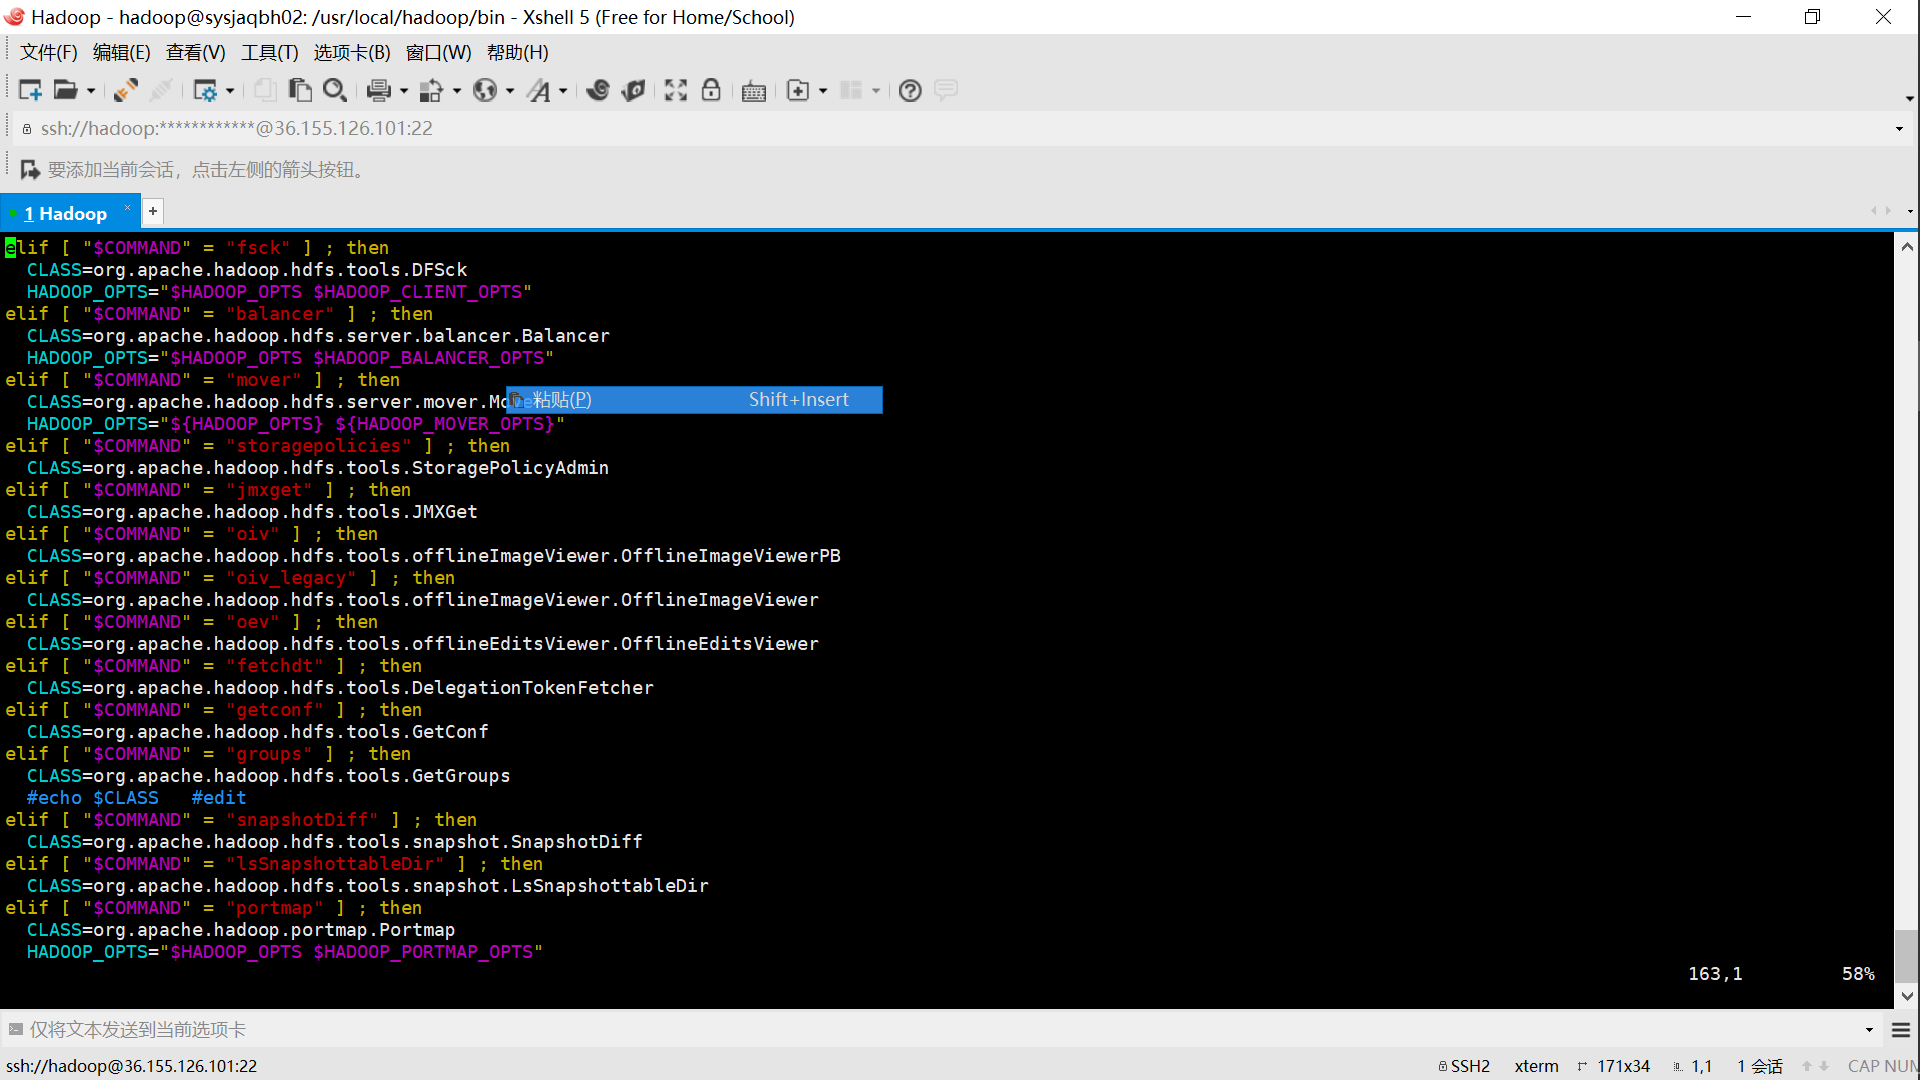 Hadoop - hadoop@sysjaqbh02: /usr/local/hadoop/bin - Xshell 5 (Free for Home/School)
文件(F) 编辑(E) 查看(V) 工具(T) 选项卡(B) 窗口(W) 帮助(H)
ssh://hadoop:************@36.155.126.101:22
要添加当前会话，点击左侧的箭头按钮。
1 Hadoop
elif [ "$COMMAND" = "fsck" ] ; then
  CLASS=org.apache.hadoop.hdfs.tools.DFSck
  HADOOP_OPTS="$HADOOP_OPTS $HADOOP_CLIENT_OPTS"
elif [ "$COMMAND" = "balancer" ] ; then
  CLASS=org.apache.hadoop.hdfs.server.balancer.Balancer
  HADOOP_OPTS="$HADOOP_OPTS $HADOOP_BALANCER_OPTS"
elif [ "$COMMAND" = "mover" ] ; then
  CLASS=org.apache.hadoop.hdfs.server.mover.Mover
粘贴(P) Shift+Insert
  HADOOP_OPTS="${HADOOP_OPTS} ${HADOOP_MOVER_OPTS}"
elif [ "$COMMAND" = "storagepolicies" ] ; then
  CLASS=org.apache.hadoop.hdfs.tools.StoragePolicyAdmin
elif [ "$COMMAND" = "jmxget" ] ; then
  CLASS=org.apache.hadoop.hdfs.tools.JMXGet
elif [ "$COMMAND" = "oiv" ] ; then
  CLASS=org.apache.hadoop.hdfs.tools.offlineImageViewer.OfflineImageViewerPB
elif [ "$COMMAND" = "oiv_legacy" ] ; then
  CLASS=org.apache.hadoop.hdfs.tools.offlineImageViewer.OfflineImageViewer
elif [ "$COMMAND" = "oev" ] ; then
  CLASS=org.apache.hadoop.hdfs.tools.offlineEditsViewer.OfflineEditsViewer
elif [ "$COMMAND" = "fetchdt" ] ; then
  CLASS=org.apache.hadoop.hdfs.tools.DelegationTokenFetcher
elif [ "$COMMAND" = "getconf" ] ; then
  CLASS=org.apache.hadoop.hdfs.tools.GetConf
elif [ "$COMMAND" = "groups" ] ; then
  CLASS=org.apache.hadoop.hdfs.tools.GetGroups
  #echo $CLASS   #edit
elif [ "$COMMAND" = "snapshotDiff" ] ; then
  CLASS=org.apache.hadoop.hdfs.tools.snapshot.SnapshotDiff
elif [ "$COMMAND" = "lsSnapshottableDir" ] ; then
  CLASS=org.apache.hadoop.hdfs.tools.snapshot.LsSnapshottableDir
elif [ "$COMMAND" = "portmap" ] ; then
  CLASS=org.apache.hadoop.portmap.Portmap
  HADOOP_OPTS="$HADOOP_OPTS $HADOOP_PORTMAP_OPTS"
163,1 58%
仅将文本发送到当前选项卡
ssh://hadoop@36.155.126.101:22 SSH2 xterm 171x34 1,1 1 会话 CAP NUM